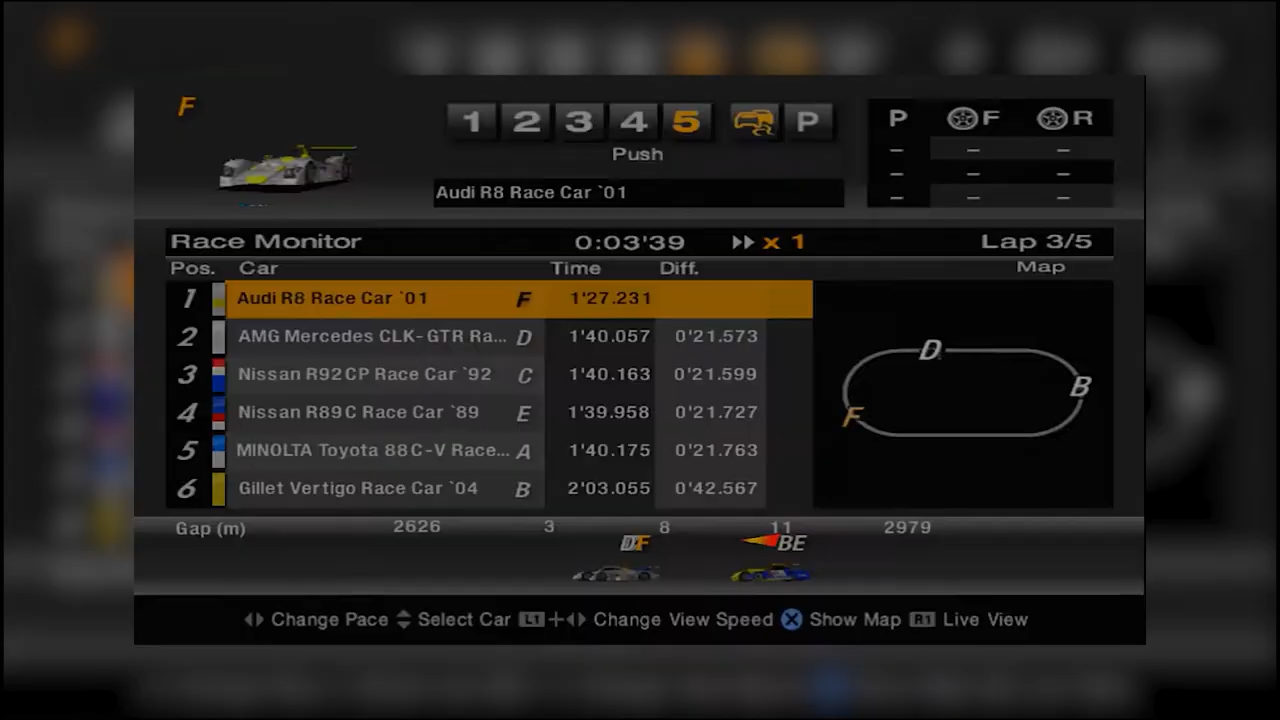 F
1 2 3 4 5 P
Push
Audi R8 Race Car `01
P F R
– – –
– – –
– – –
Race Monitor 0:03'39 x 1 Lap 3/5
Pos. Car Time Diff. Map
1 Audi R8 Race Car `01 F 1'27.231
2 AMG Mercedes CLK-GTR Ra... D 1'40.057 0'21.573
3 Nissan R92CP Race Car `92 C 1'40.163 0'21.599
4 Nissan R89C Race Car `89 E 1'39.958 0'21.727
5 MINOLTA Toyota 88C-V Race... A 1'40.175 0'21.763
6 Gillet Vertigo Race Car `04 B 2'03.055 0'42.567
D
B
F
Gap (m) 2626 3 8 11 2979
DF BE
Change Pace Select Car L1+ Change View Speed X Show Map R1 Live View